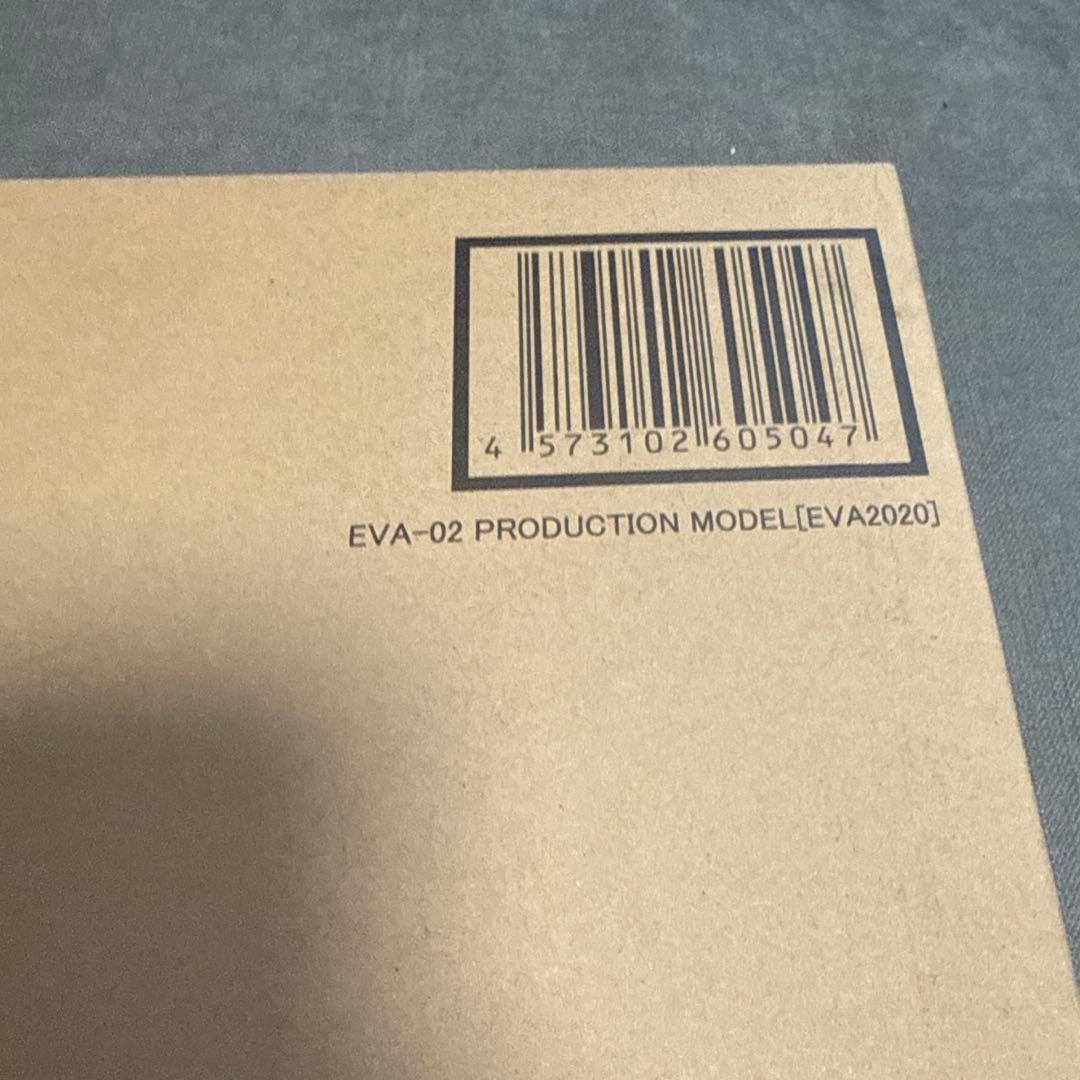 4 573102 605047
EVA-02 PRODUCTION MODEL[EVA2020]